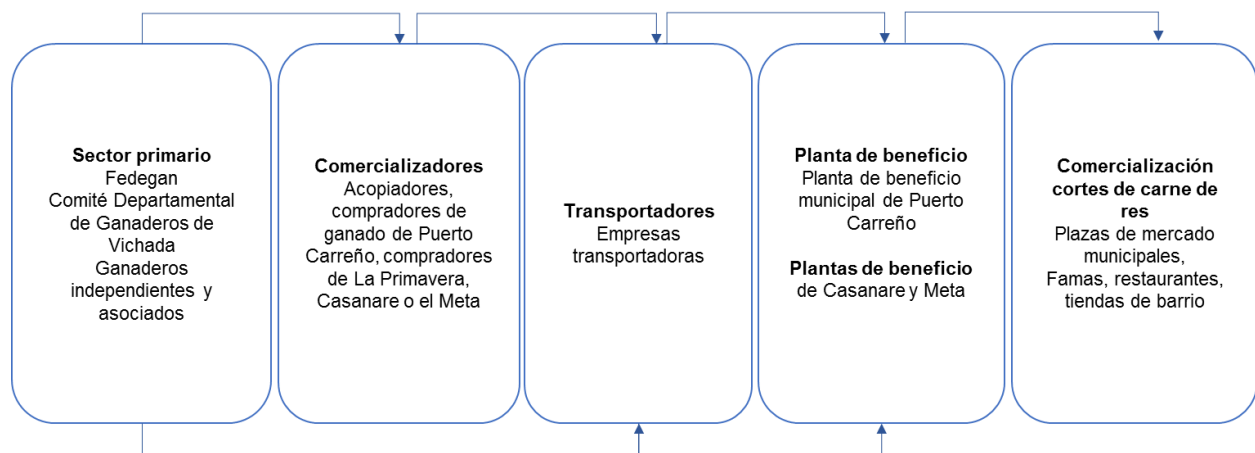 Sector primario
Fedegan
Comité Departamental
de Ganaderos de
Vichada
Ganaderos
independientes y
asociados
Comercializadores
Acopiadores,
compradores de
ganado de Puerto
Carreño, compradores
de La Primavera,
Casanare o el Meta
Transportadores
Empresas
transportadoras
Planta de beneficio
Planta de beneficio
municipal de Puerto
Carreño
Plantas de beneficio
de Casanare y Meta
Comercialización
cortes de carne de
res
Plazas de mercado
municipales,
Famas, restaurantes,
tiendas de barrio